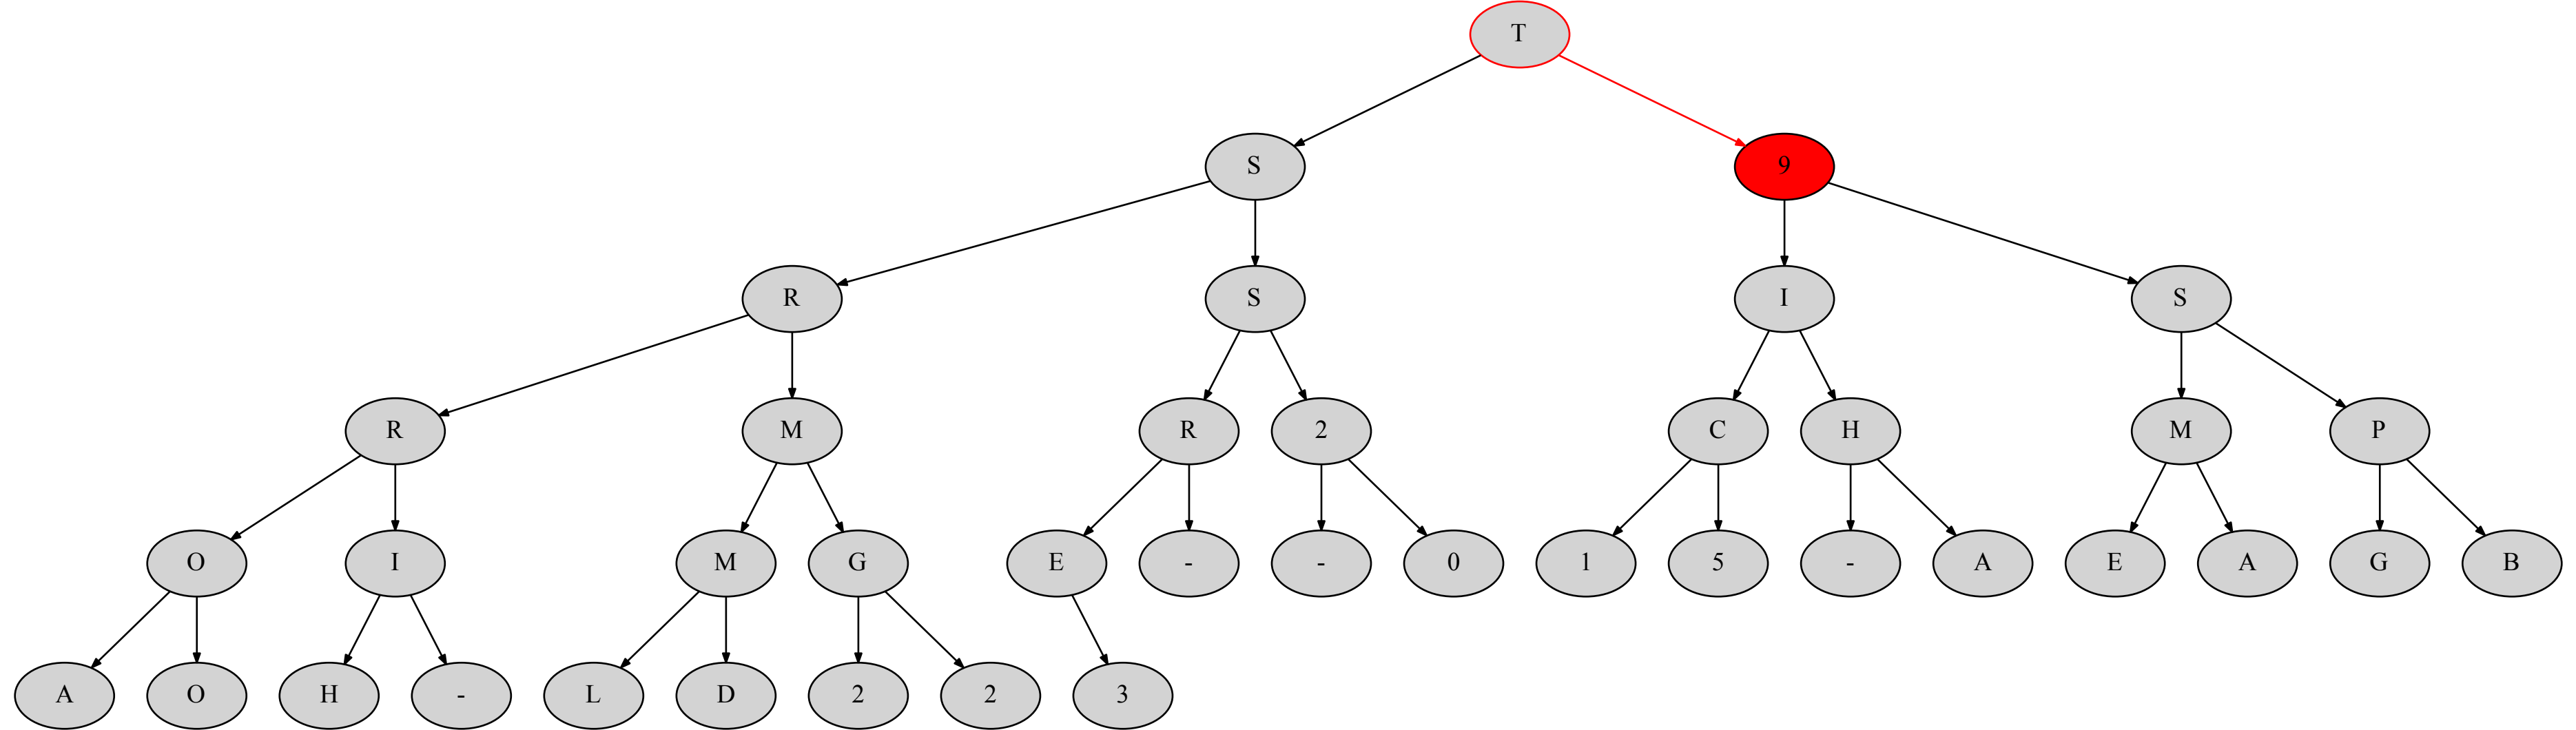 T
S 9
R S I S
R M R 2 C H M P
O I M G E - - 0 1 5 - A E A G B
A O H - L D 2 2 3